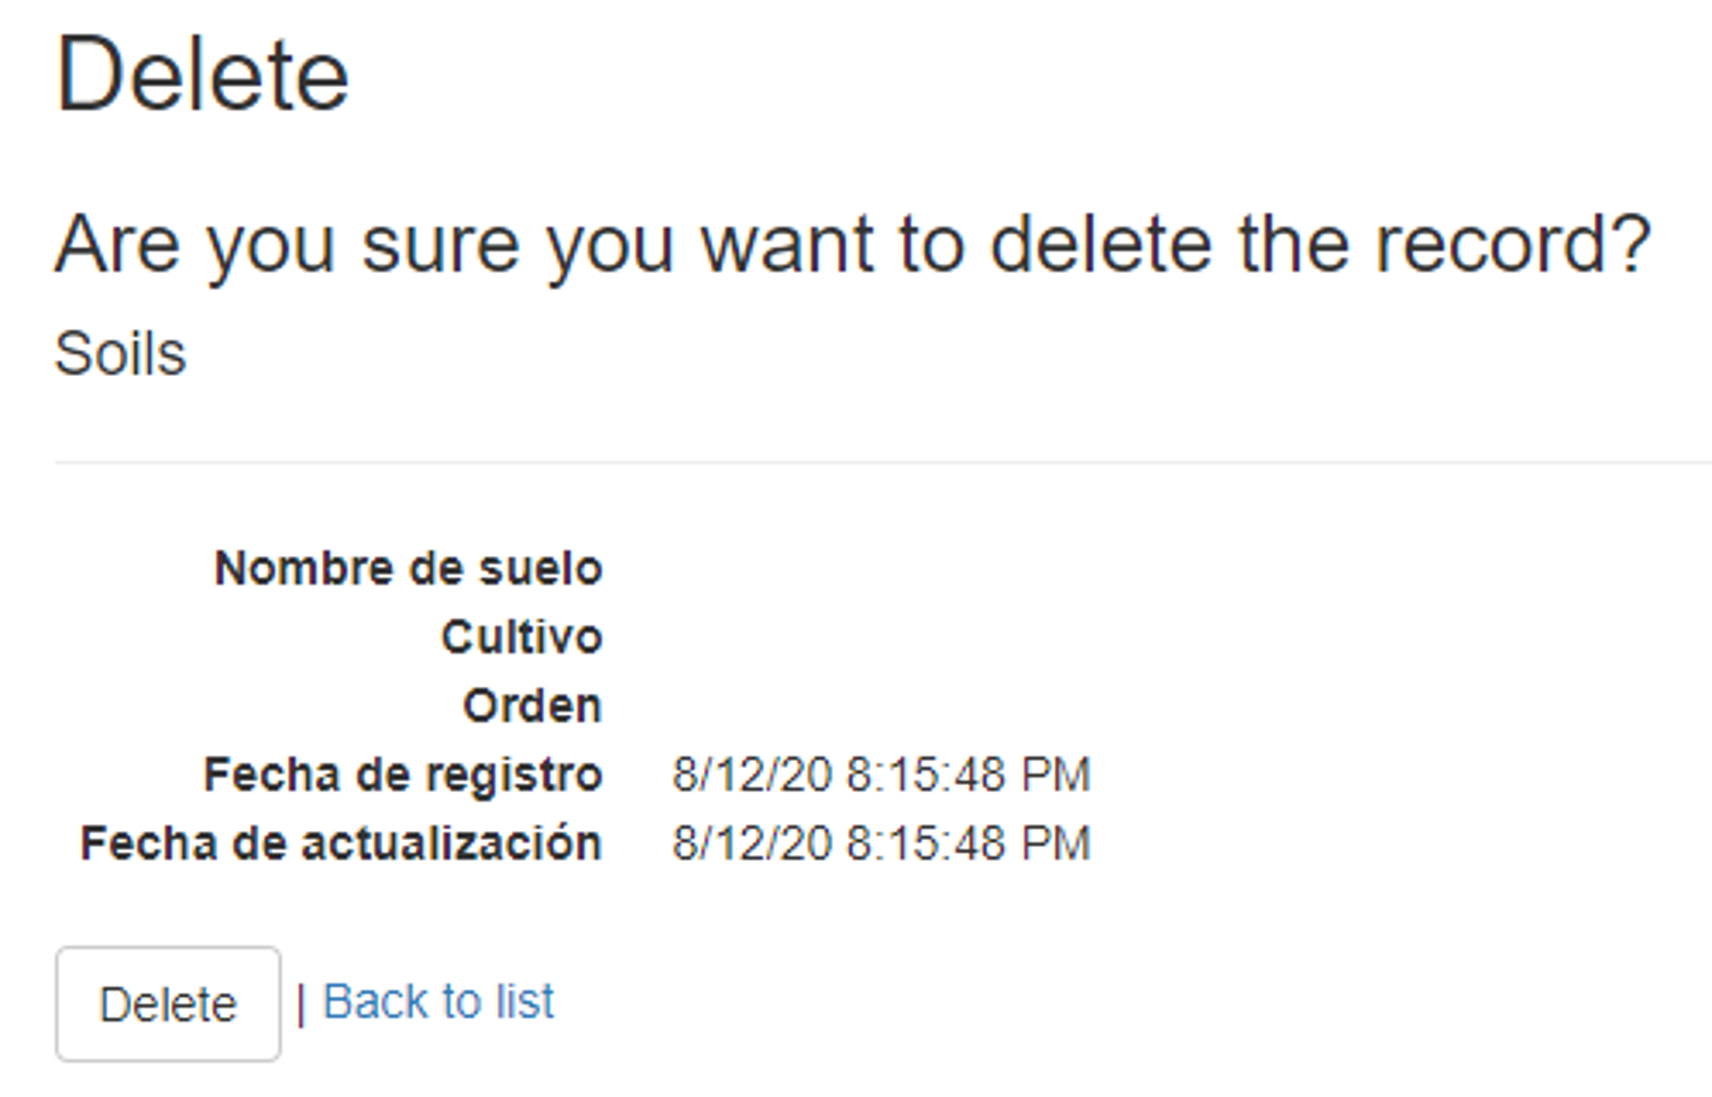 Delete
Are you sure you want to delete the record?
Soils
Nombre de suelo
Cultivo
Orden
Fecha de registro 8/12/20 8:15:48 PM
Fecha de actualización 8/12/20 8:15:48 PM
Delete | Back to list